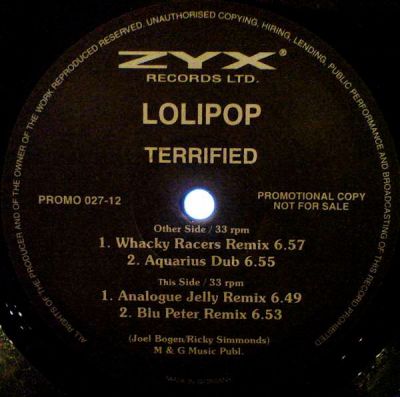 ALL RIGHTS OF THE PRODUCER AND OF THE OWNER OF THE WORK REPRODUCED RESERVED. UNAUTHORISED COPYING, HIRING, LENDING, PUBLIC PERFORMANCE AND BROADCASTING OF THIS RECORD PROHIBITED
ZYX®
RECORDS LTD.
LOLIPOP
TERRIFIED
PROMO 027-12
PROMOTIONAL COPY
NOT FOR SALE
Other Side / 33 rpm
1. Whacky Racers Remix 6.57
2. Aquarius Dub 6.55
This Side / 33 rpm
1. Analogue Jelly Remix 6.49
2. Blu Peter Remix 6.53
(Joel Bogen/Ricky Simmonds)
M & G Music Publ.
MADE IN GERMANY